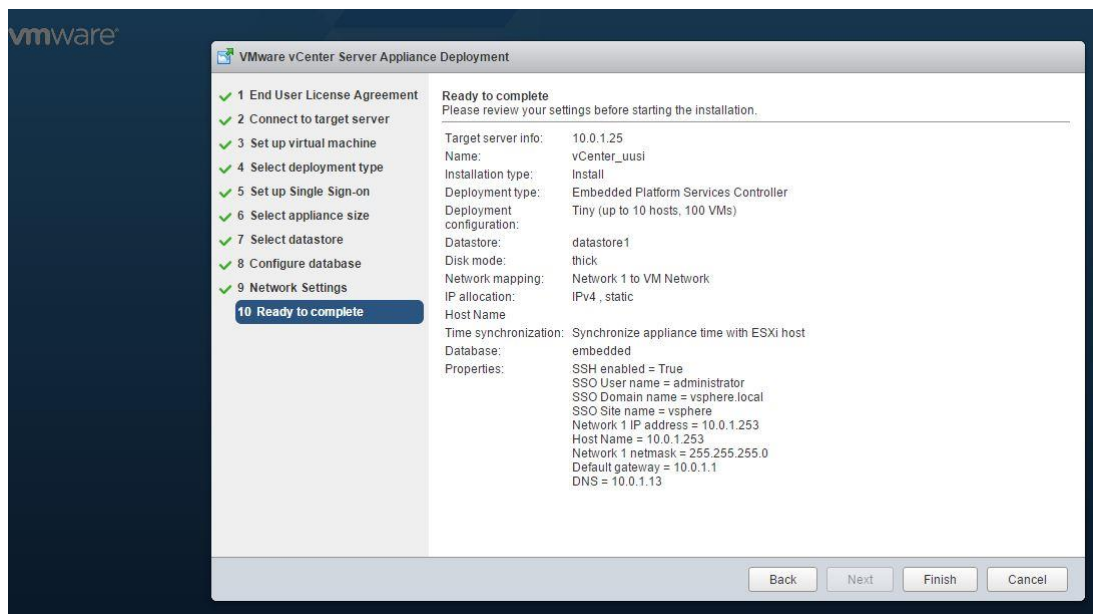 vmware
VMware vCenter Server Appliance Deployment
1 End User License Agreement
2 Connect to target server
3 Set up virtual machine
4 Select deployment type
5 Set up Single Sign-on
6 Select appliance size
7 Select datastore
8 Configure database
9 Network Settings
10 Ready to complete
Ready to complete
Please review your settings before starting the installation.
Target server info: 10.0.1.25
Name: vCenter_uusi
Installation type: Install
Deployment type: Embedded Platform Services Controller
Deployment Tiny (up to 10 hosts, 100 VMs)
configuration:
Datastore: datastore1
Disk mode: thick
Network mapping: Network 1 to VM Network
IP allocation: IPv4 , static
Host Name
Time synchronization: Synchronize appliance time with ESXi host
Database: embedded
Properties: SSH enabled = True
SSO User name = administrator
SSO Domain name = vsphere.local
SSO Site name = vsphere
Network 1 IP address = 10.0.1.253
Host Name = 10.0.1.253
Network 1 netmask = 255.255.255.0
Default gateway = 10.0.1.1
DNS = 10.0.1.13
Back Next Finish Cancel